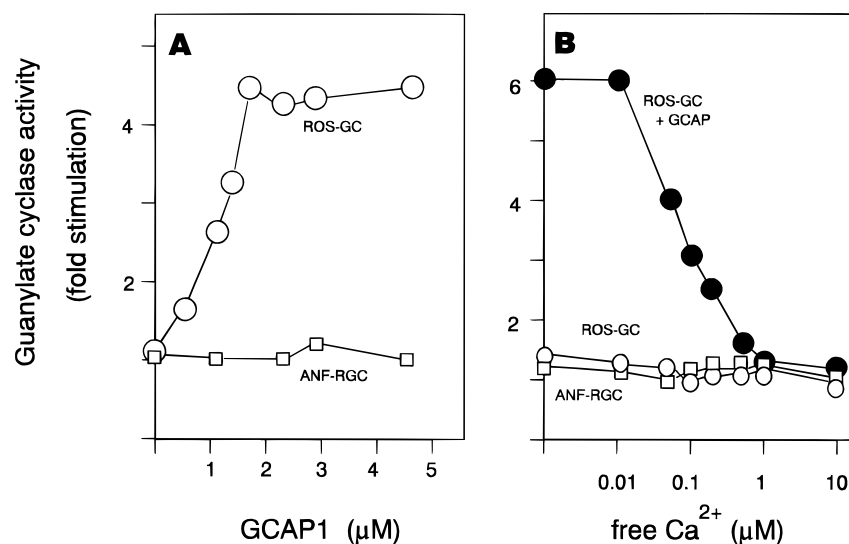 Guanylate cyclase activity
(fold stimulation)
A
4
2
ROS-GC
ANF-RGC
1 2 3 4 5
GCAP1 (μM)
B
6
4
2
ROS-GC
+ GCAP
ROS-GC
ANF-RGC
0.01 0.1 1 10
free Ca²⁺ (μM)